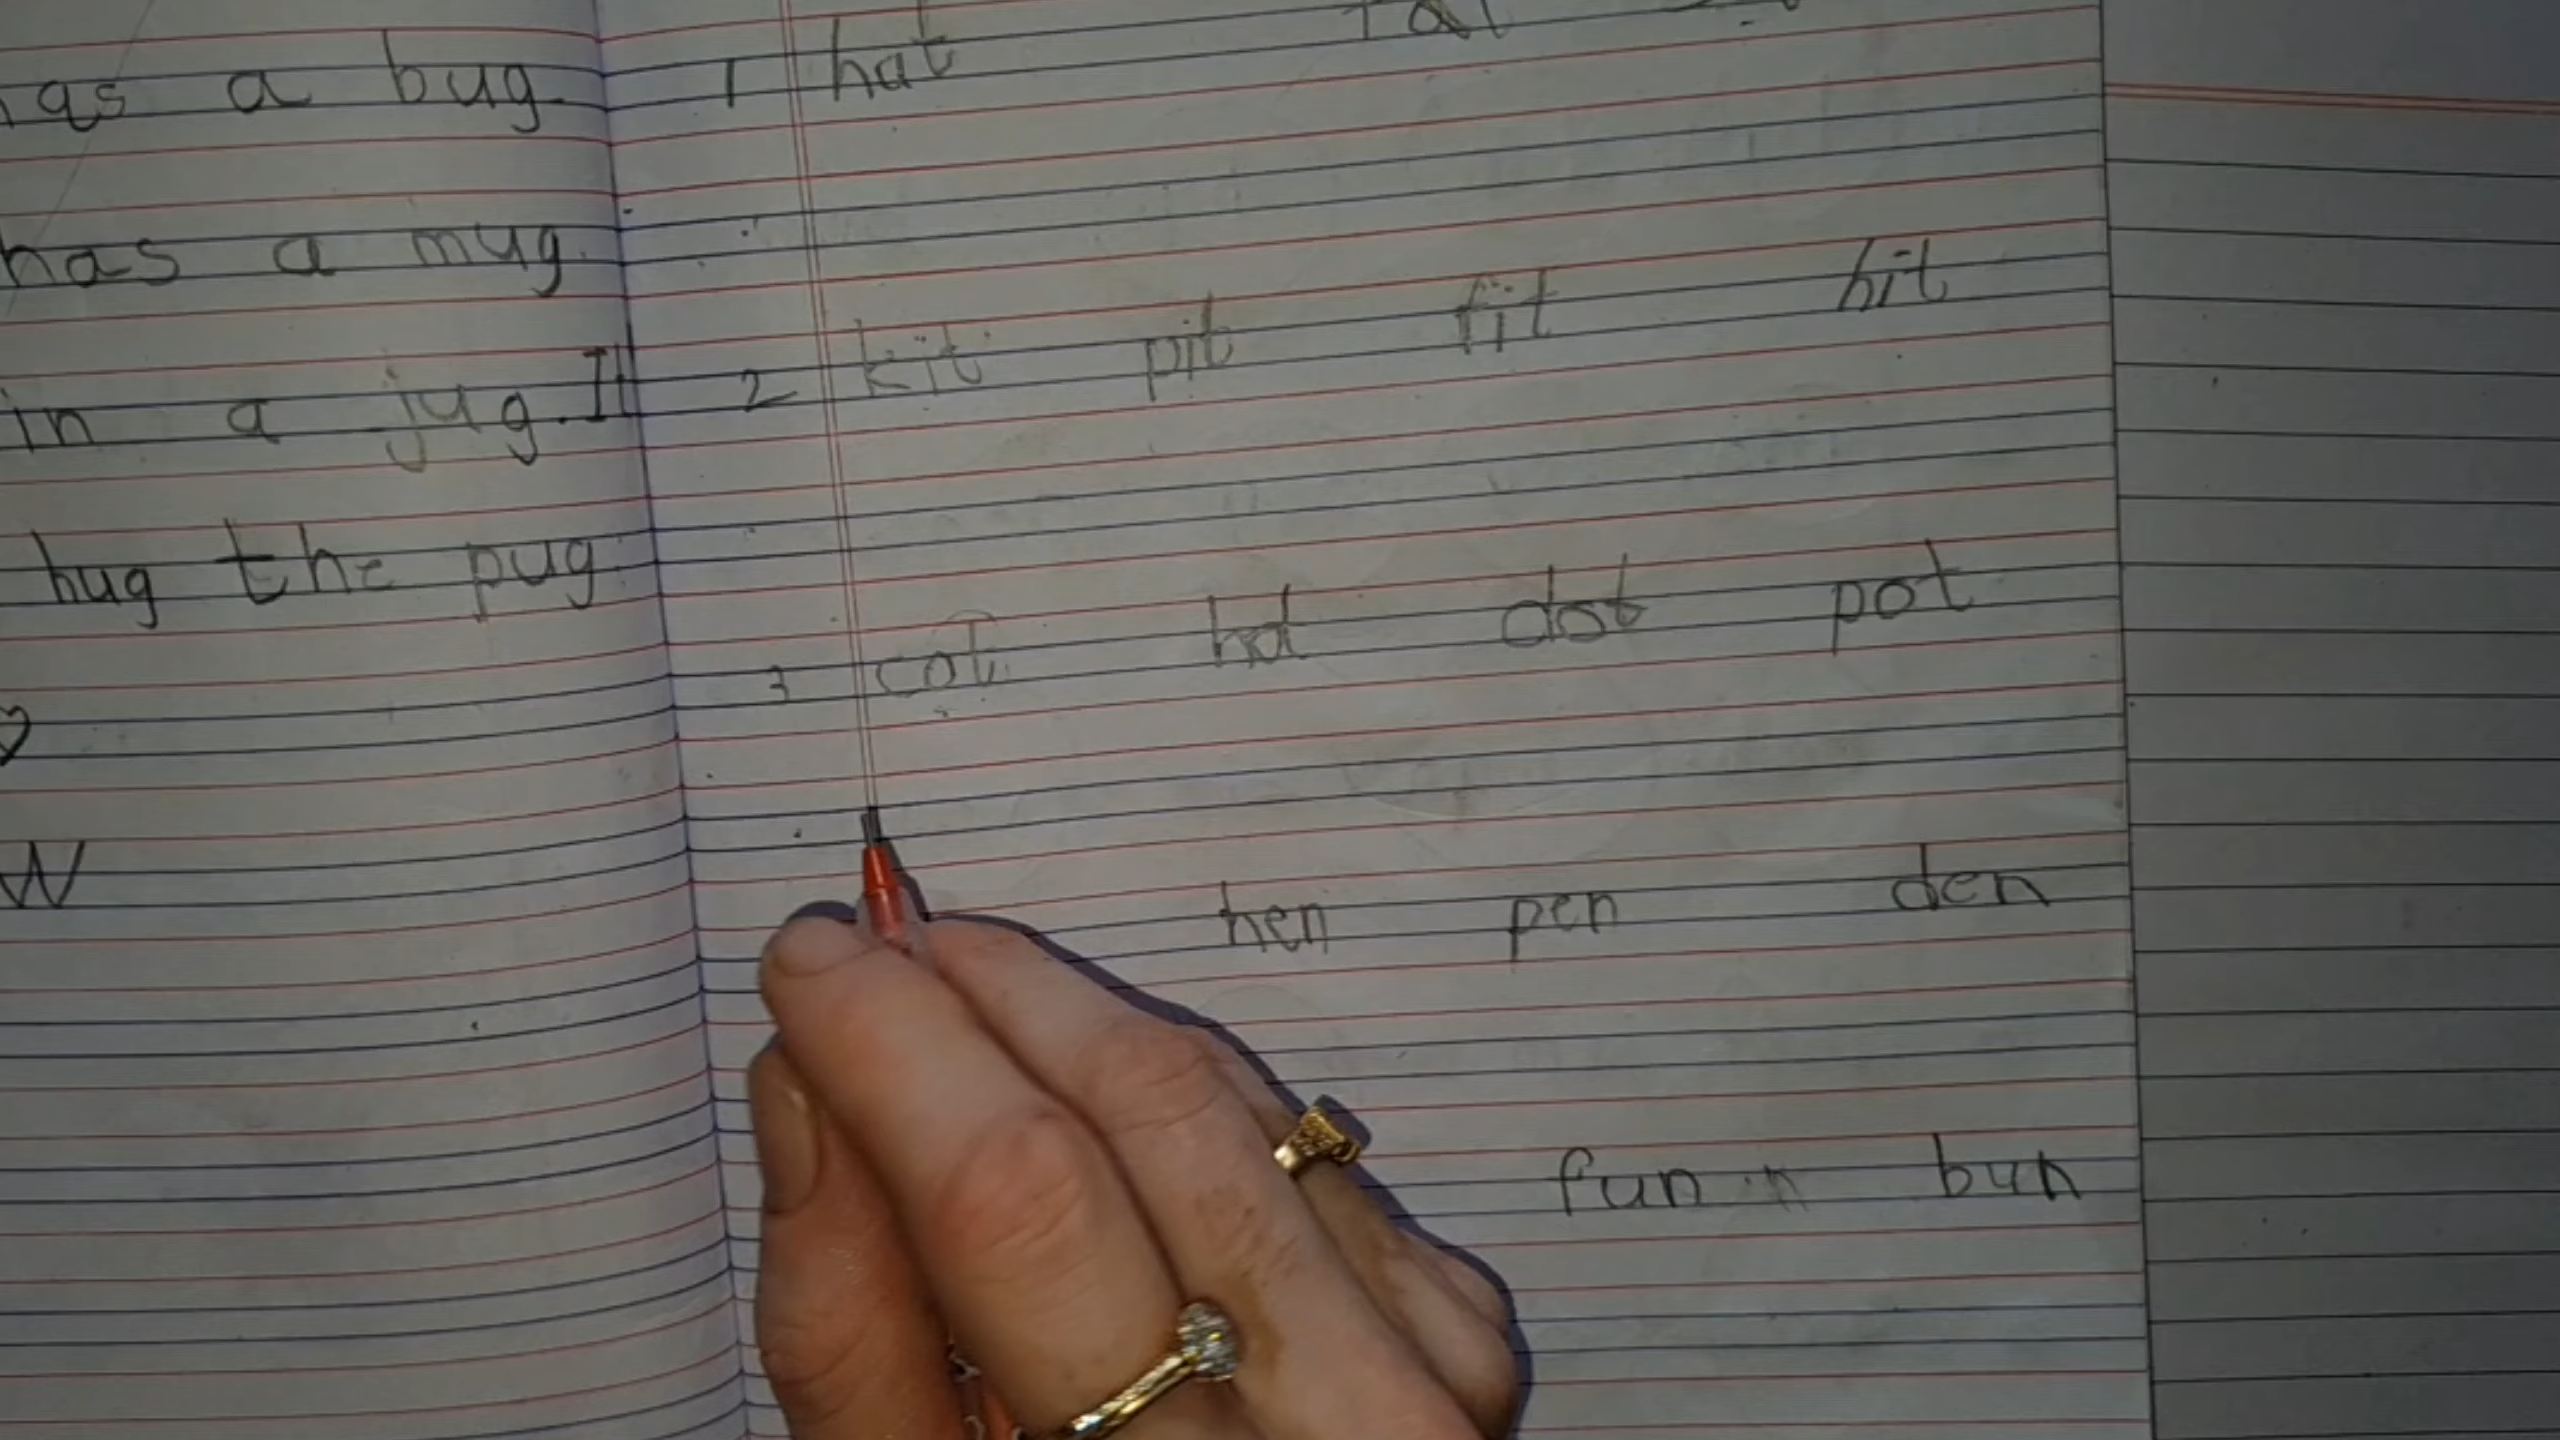 has a bug.
has a mug.
in a jug. It
hug the pug.
W
1 hat
2 kit pit fit hit
3 cot hot dot pot
hen pen den
fun bun